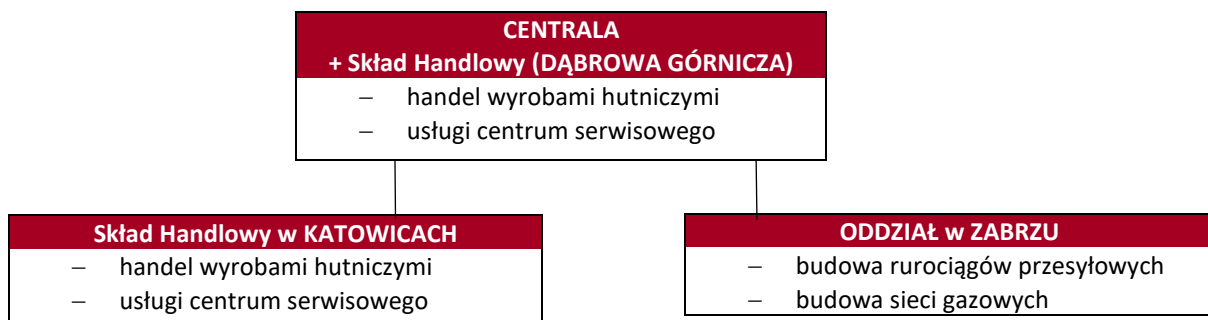 CENTRALA
+ Skład Handlowy (DĄBROWA GÓRNICZA)
– handel wyrobami hutniczymi
– usługi centrum serwisowego
Skład Handlowy w KATOWICACH
– handel wyrobami hutniczymi
– usługi centrum serwisowego
ODDZIAŁ w ZABRZU
– budowa rurociągów przesyłowych
– budowa sieci gazowych